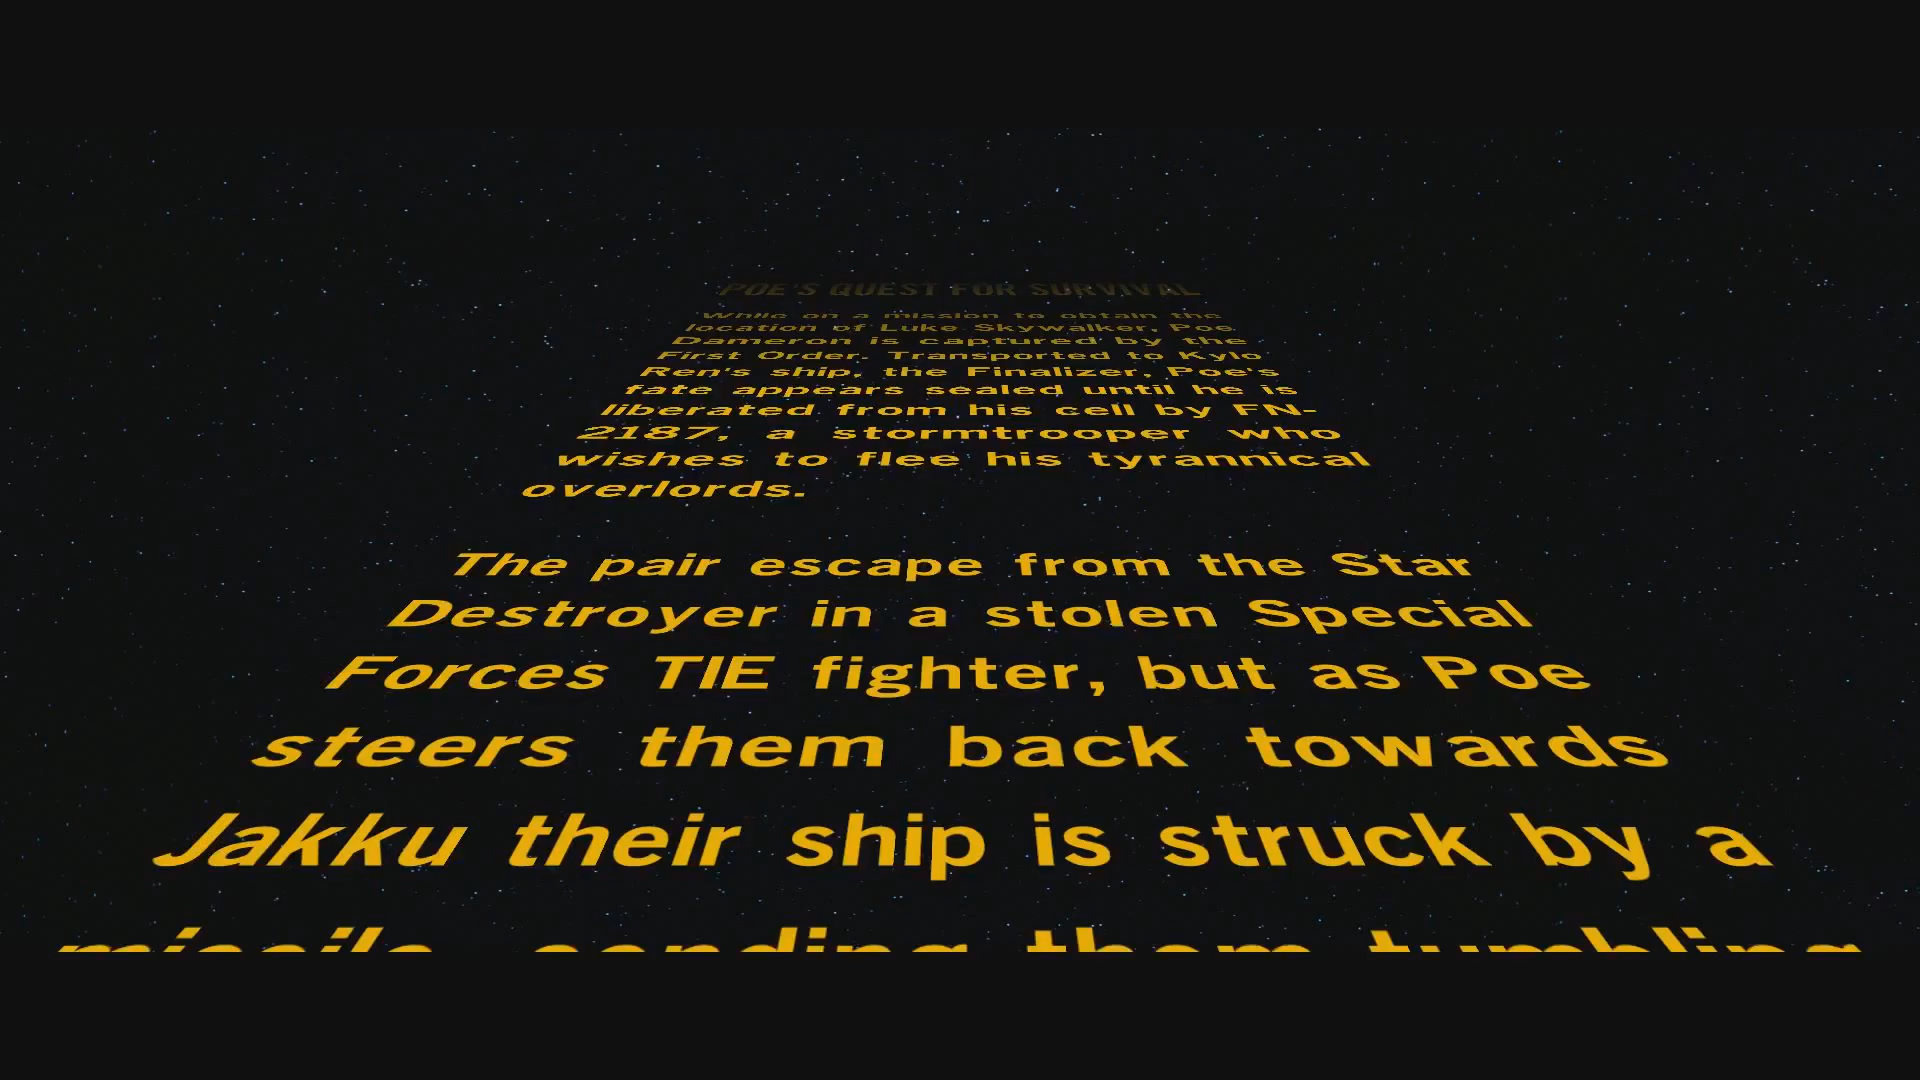 POE'S QUEST FOR SURVIVAL
While on a mission to obtain the
location of Luke Skywalker, Poe
Dameron is captured by the
First Order. Transported to Kylo
Ren's ship, the Finalizer, Poe's
fate appears sealed until he is
liberated from his cell by FN-
2187, a stormtrooper who
wishes to flee his tyrannical
overlords.
The pair escape from the Star
Destroyer in a stolen Special
Forces TIE fighter, but as Poe
steers them back towards
Jakku their ship is struck by a
missile, sending them tumbling